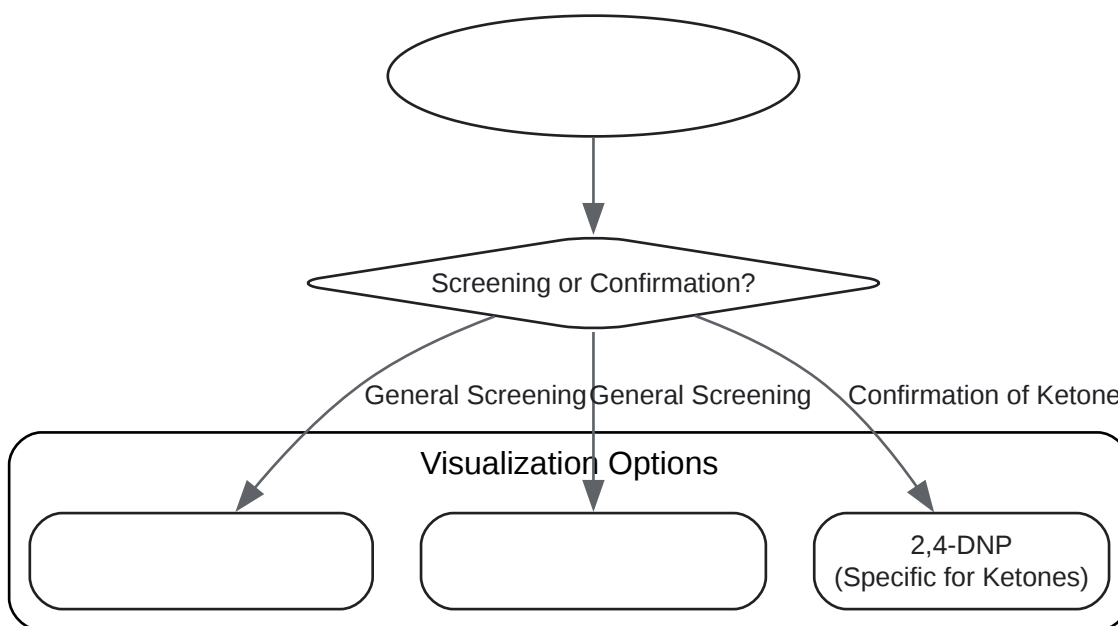 Screening or Confirmation?
General Screening
General Screening
Confirmation of Ketone
Visualization Options
2,4-DNP
(Specific for Ketones)